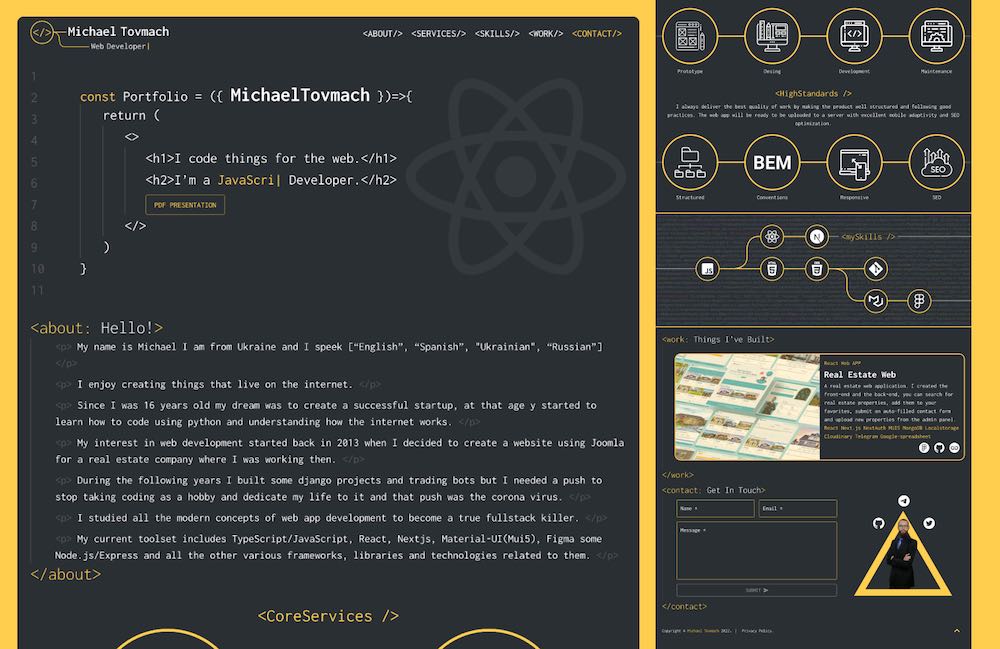 </>
Michael Tovmach
Web Developer|
<ABOUT/> <SERVICES/> <SKILLS/> <WORK/> <CONTACT/>
1
2 const Portfolio = ({ MichaelTovmach })=>{
3 return (
4 <>
5 <h1>I code things for the web.</h1>
6 <h2>I'm a JavaScri| Developer.</h2>
7 PDF PRESENTATION
8 </>
9 )
10 }
11
<about: Hello!>
<p> My name is Michael I am from Ukraine and I speek [“English”, “Spanish”, "Ukrainian", “Russian”]
</p>
<p> I enjoy creating things that live on the internet. </p>
<p> Since I was 16 years old my dream was to create a successful startup, at that age y started to
learn how to code using python and understanding how the internet works. </p>
<p> My interest in web development started back in 2013 when I decided to create a website using Joomla
for a real estate company where I was working then. </p>
<p> During the following years I built some django projects and trading bots but I needed a push to
stop taking coding as a hobby and dedicate my life to it and that push was the corona virus. </p>
<p> I studied all the modern concepts of web app development to become a true fullstack killer. </p>
<p> My current toolset includes TypeScript/JavaScript, React, Nextjs, Material-UI(Mui5), Figma some
Node.js/Express and all the other various frameworks, libraries and technologies related to them. </p>
</about>
<CoreServices />
Prototype Desing Development Maintenance
<HighStandards />
I always deliver the best quality of work by making the product well structured and following good
practices. The web app will be ready to be uploaded to a server with excellent mobile adaptivity and SEO
optimization.
BEM SEO
Structured Conventions Responsive SEO
N <mySkills />
JS
<work: Things I've Built>
React Web APP
Real Estate Web
A real estate web application. I created the
front-end and the back-end, you can search for
real estate properties, add them to your
favorites, submit an auto-filled contact form
and upload new properties from the admin panel.
React Next.js NextAuth MUI5 MongoDB Localstorage
Cloudinary Telegram Google-spreadsheet
</work>
<contact: Get In Touch>
Name * Email *
Message *
SUBMIT
</contact>
Copyright © Michael Tovmach 2022. | Privacy Policy.